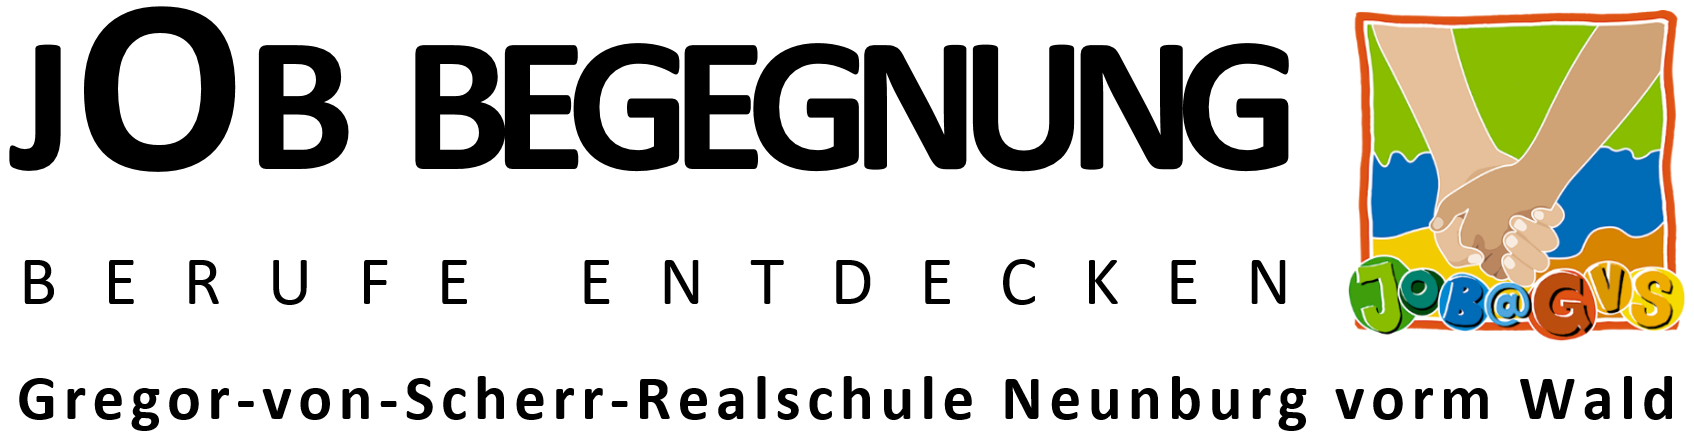 JOB BEGEGNUNG
BERUFE ENTDECKEN
JOB@GVS
Gregor-von-Scherr-Realschule Neunburg vorm Wald